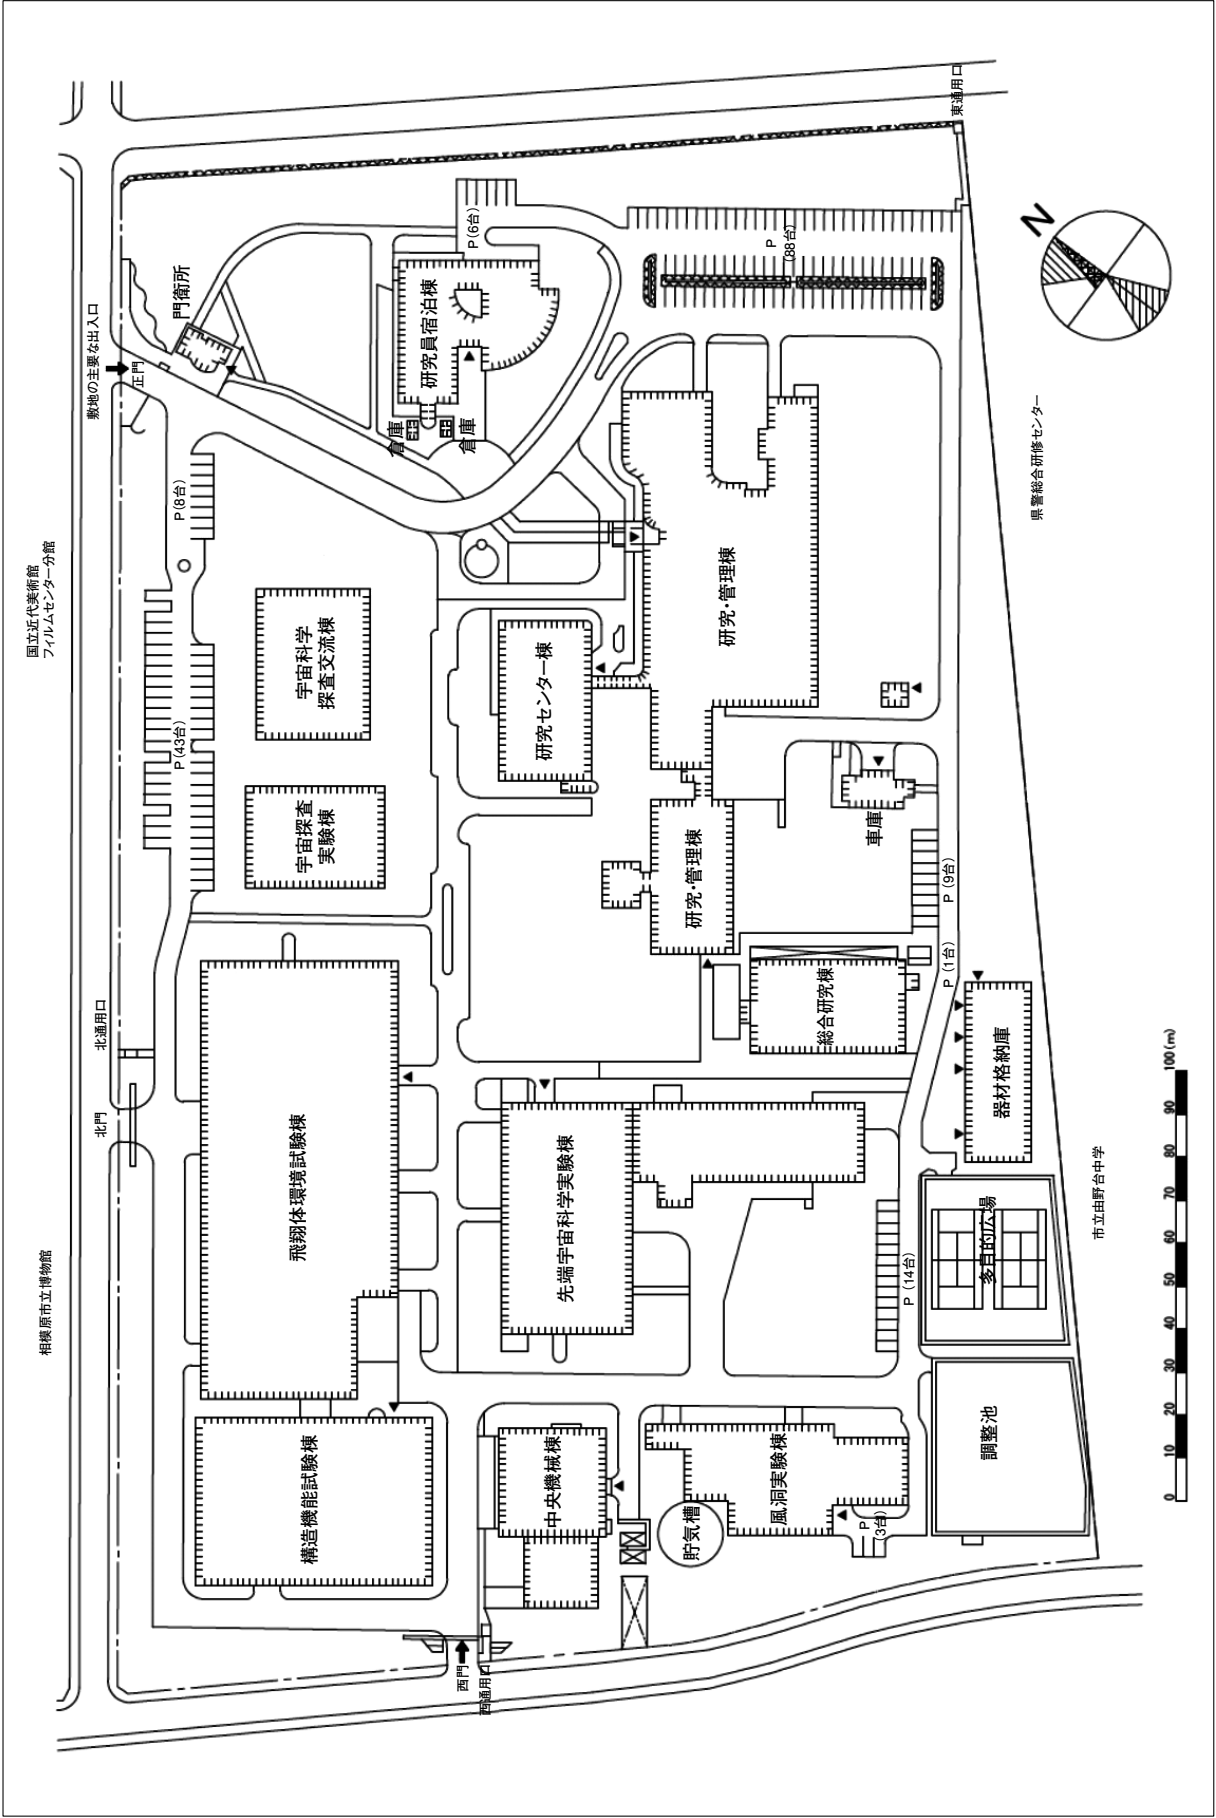 国立近代美術館
フィルムセンター分館
相模原市立博物館
敷地の主要な出入口
正門
門衛所
北通用口
北門
P(8台)
P(43台)
宇宙科学
探査交流棟
宇宙探査
実験棟
飛翔体環境試験棟
構造機能試験棟
研究員宿泊棟
倉庫
倉庫
P(6台)
P
(88台)
東通用口
N
研究センター棟
研究・管理棟
研究・管理棟
車庫
P (9台)
P (1台)
総合研究棟
器材格納庫
先端宇宙科学実験棟
P (14台)
多目的広場
中央機械棟
貯気槽
風洞実験棟
P
(3台)
調整池
西門
西通用口
県警総合研修センター
市立由野台中学
0 10 20 30 40 50 60 70 80 90 100(m)